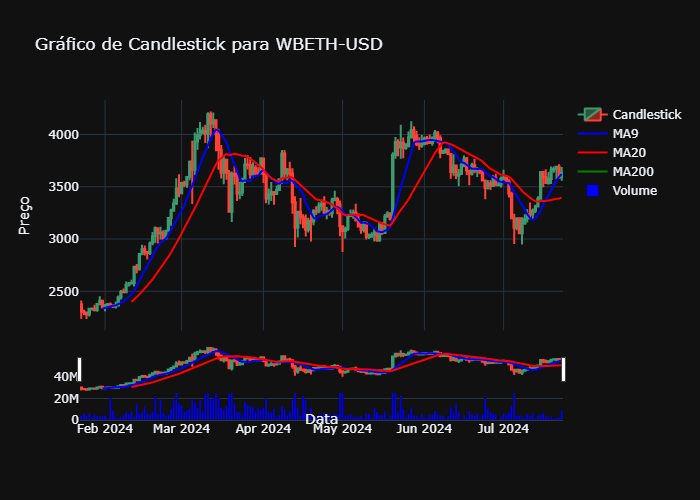 Gráfico de Candlestick para WBETH-USD
Candlestick
MA9
MA20
MA200
Volume
Preço
4000
3500
3000
2500
40M
20M
0
Data
Feb 2024 Mar 2024 Apr 2024 May 2024 Jun 2024 Jul 2024